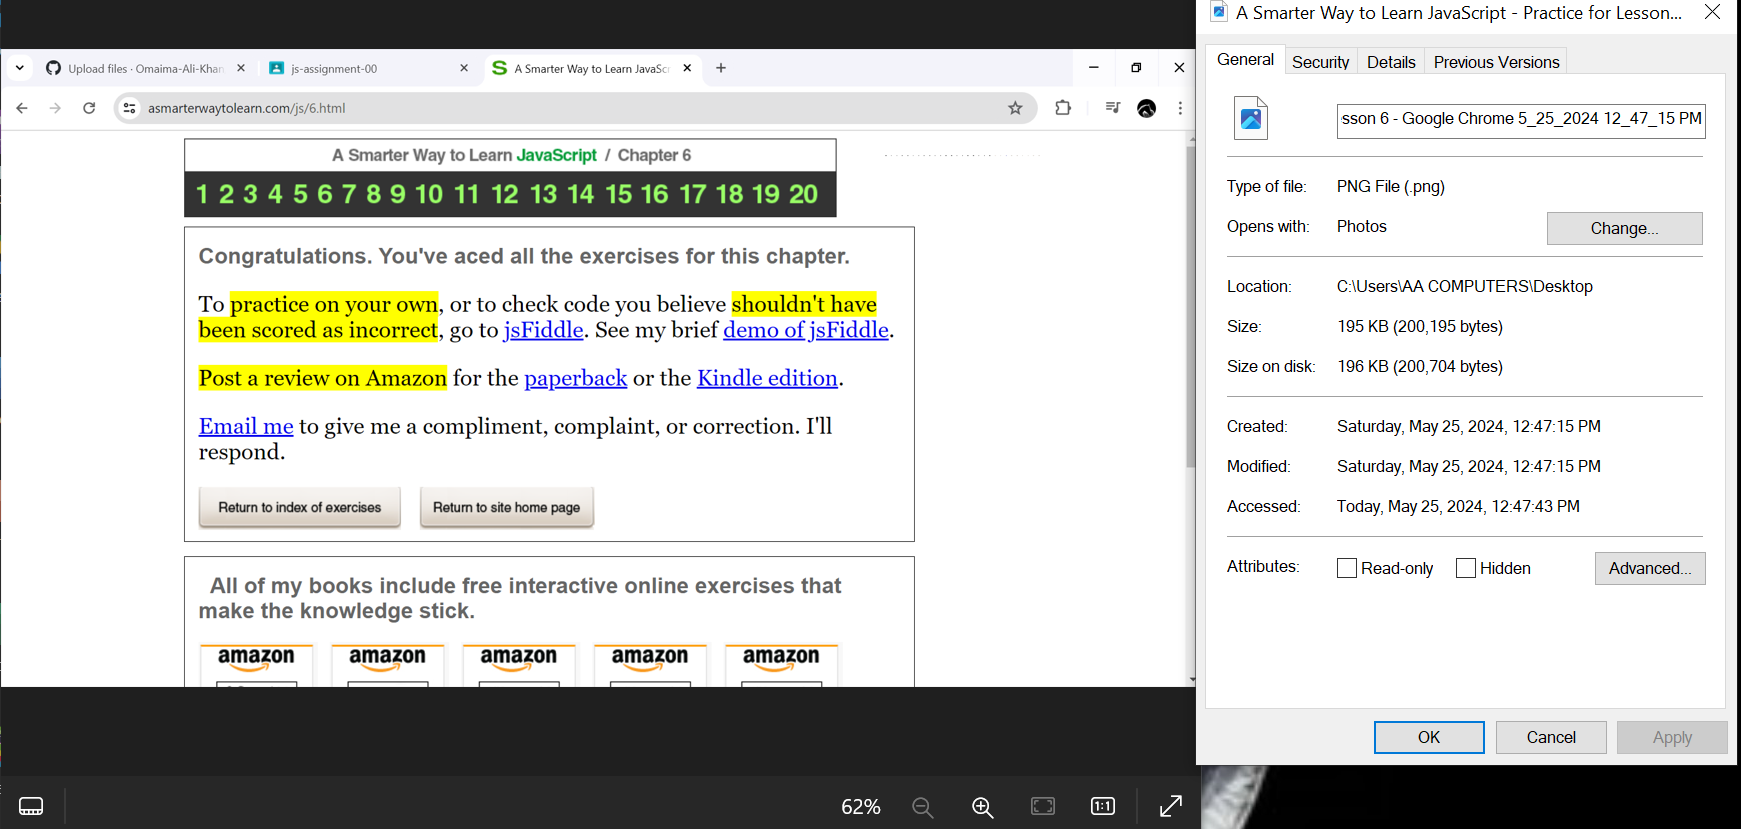 Upload files · Omaima-Ali-Khan
js-assignment-00
A Smarter Way to Learn JavaScr
asmarterwaytolearn.com/js/6.html
A Smarter Way to Learn JavaScript / Chapter 6
1 2 3 4 5 6 7 8 9 10 11 12 13 14 15 16 17 18 19 20
Congratulations. You've aced all the exercises for this chapter.
To practice on your own, or to check code you believe shouldn't have
been scored as incorrect, go to jsFiddle. See my brief demo of jsFiddle.
Post a review on Amazon for the paperback or the Kindle edition.
Email me to give me a compliment, complaint, or correction. I'll
respond.
Return to index of exercises
Return to site home page
All of my books include free interactive online exercises that
make the knowledge stick.
amazon
amazon
amazon
amazon
amazon
62%
1:1
A Smarter Way to Learn JavaScript - Practice for Lesson...
General
Security
Details
Previous Versions
sson 6 - Google Chrome 5_25_2024 12_47_15 PM
Type of file: PNG File (.png)
Opens with: Photos
Change...
Location: C:\Users\AA COMPUTERS\Desktop
Size: 195 KB (200,195 bytes)
Size on disk: 196 KB (200,704 bytes)
Created: Saturday, May 25, 2024, 12:47:15 PM
Modified: Saturday, May 25, 2024, 12:47:15 PM
Accessed: Today, May 25, 2024, 12:47:43 PM
Attributes: Read-only Hidden
Advanced...
OK
Cancel
Apply